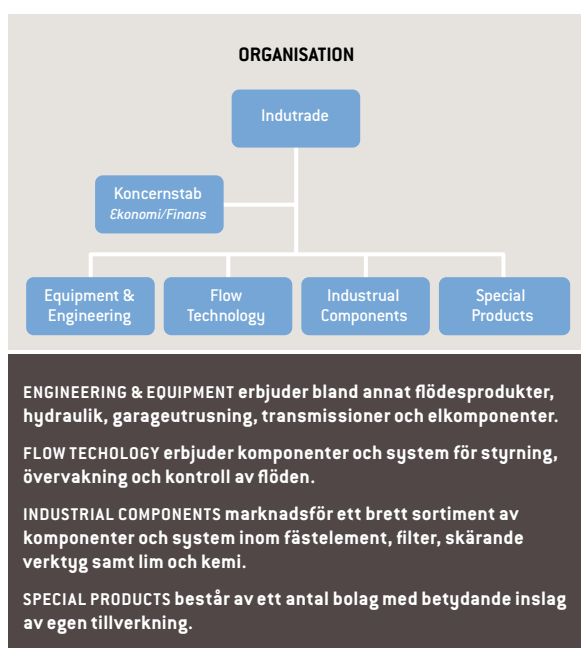 ORGANISATION
Indutrade
Koncernstab
Ekonomi/Finans
Equipment &
Engineering
Flow
Technology
Industrual
Components
Special
Products
ENGINEERING & EQUIPMENT erbjuder bland annat flödesprodukter,
hydraulik, garageutrusning, transmissioner och elkomponenter.
FLOW TECHOLOGY erbjuder komponenter och system för styrning,
övervakning och kontroll av flöden.
INDUSTRIAL COMPONENTS marknadsför ett brett sortiment av
komponenter och system inom fästelement, filter, skärande
verktyg samt lim och kemi.
SPECIAL PRODUCTS består av ett antal bolag med betydande inslag
av egen tillverkning.